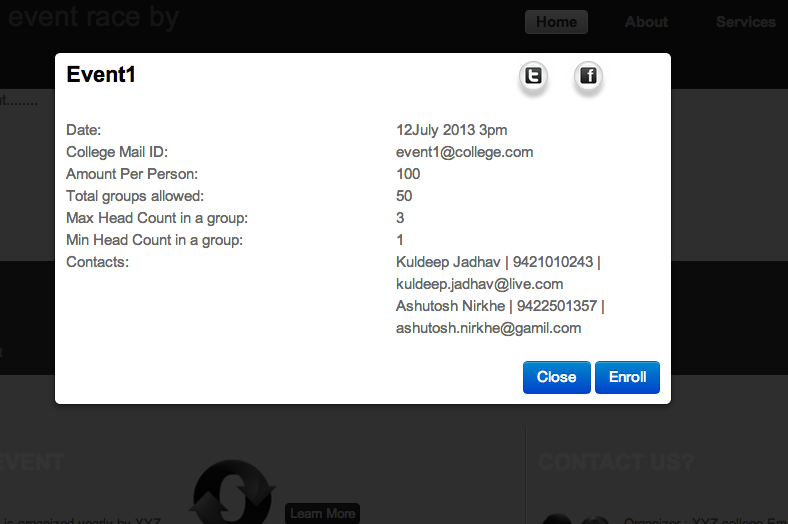 event race by
Home About Services
t........
Event1
Date: 12July 2013 3pm
College Mail ID: event1@college.com
Amount Per Person: 100
Total groups allowed: 50
Max Head Count in a group: 3
Min Head Count in a group: 1
Contacts: Kuldeep Jadhav | 9421010243 |
kuldeep.jadhav@live.com
Ashutosh Nirkhe | 9422501357 |
ashutosh.nirkhe@gamil.com
Close Enroll
EVENT
CONTACT US?
is organized yearly by XYZ
Learn More
Organizer : XYZ college